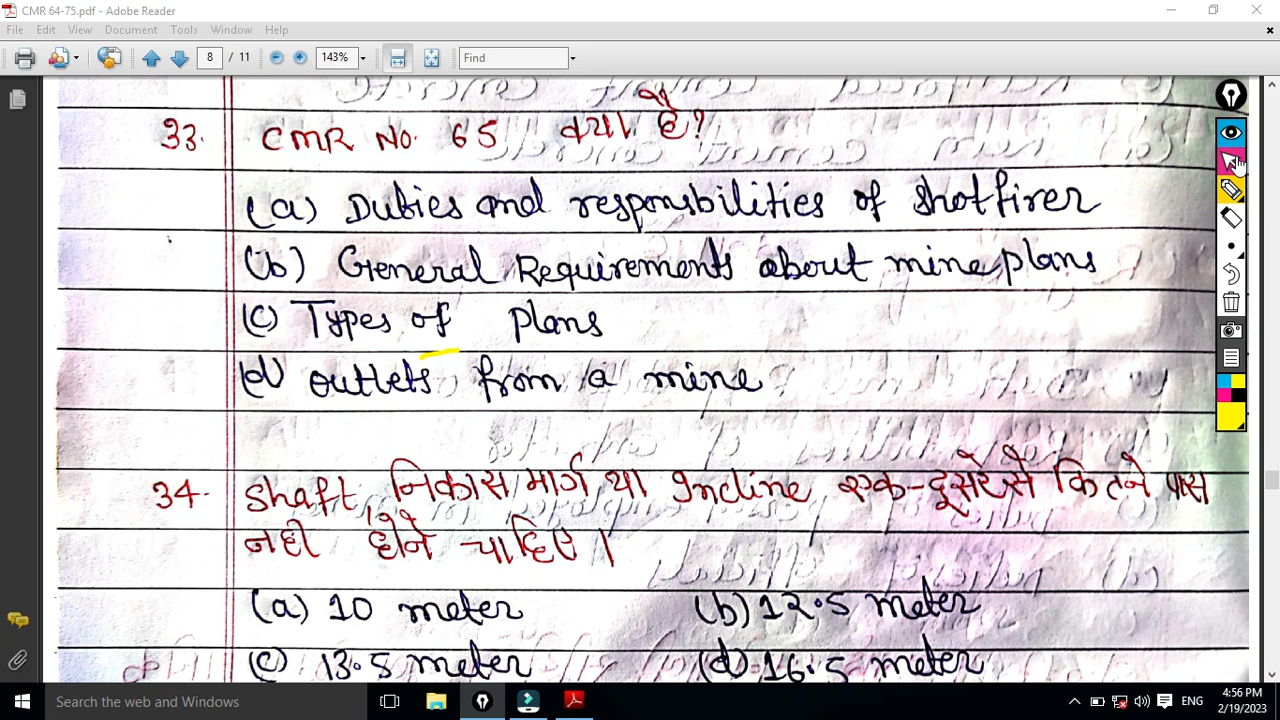 CMR 64-75.pdf - Adobe Reader
File Edit View Document Tools Window Help
8 / 11 143% Find
33. CMR No. 65 क्या है?
(a) Duties and responsbilities of Shotfirer
(b) General Requirements about mine plans
(c) Types of plans
(d) outlets from a mine
34. Shaft, निकास मार्ग या Incline एक-दूसरे से कितने पास
नही होने चाहिए।
(a) 10 meter (b) 12.5 meter
(c) 13.5 meter (d) 16.5 meter
Search the web and Windows
ENG
4:56 PM
2/19/2023